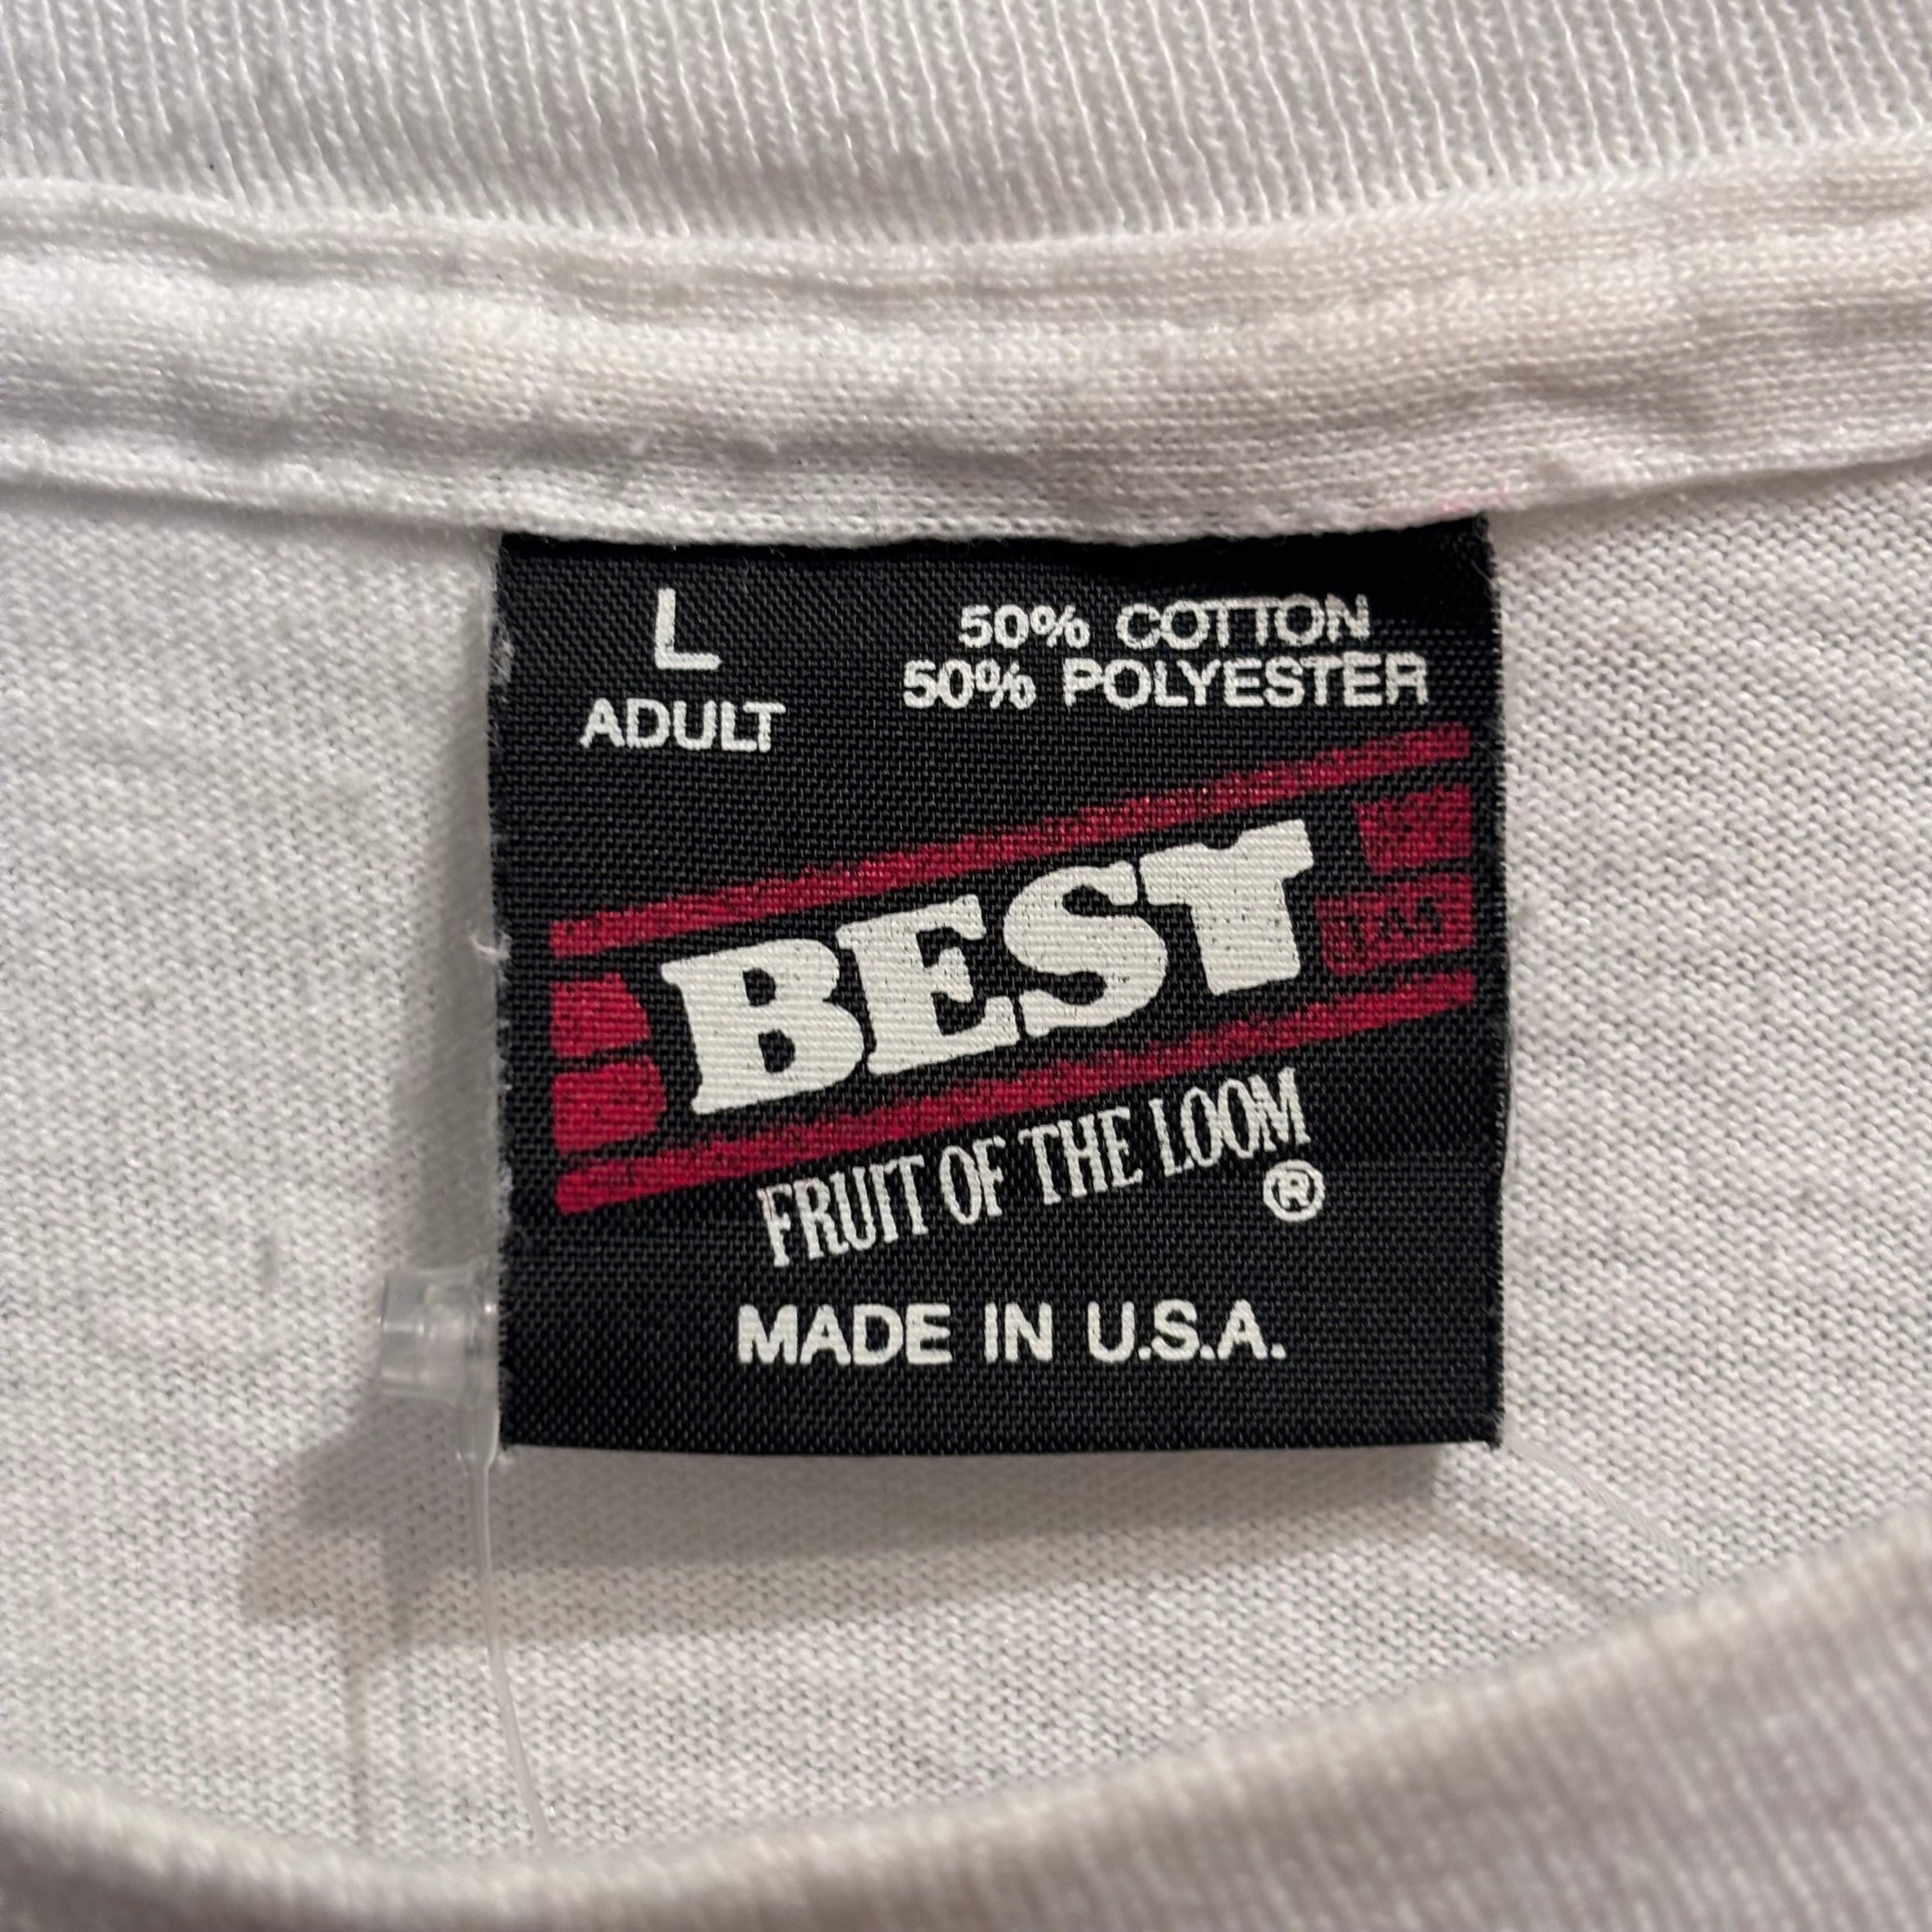 L
ADULT
50% COTTON
50% POLYESTER
BEST
FRUIT OF THE LOOM
®
MADE IN U.S.A.